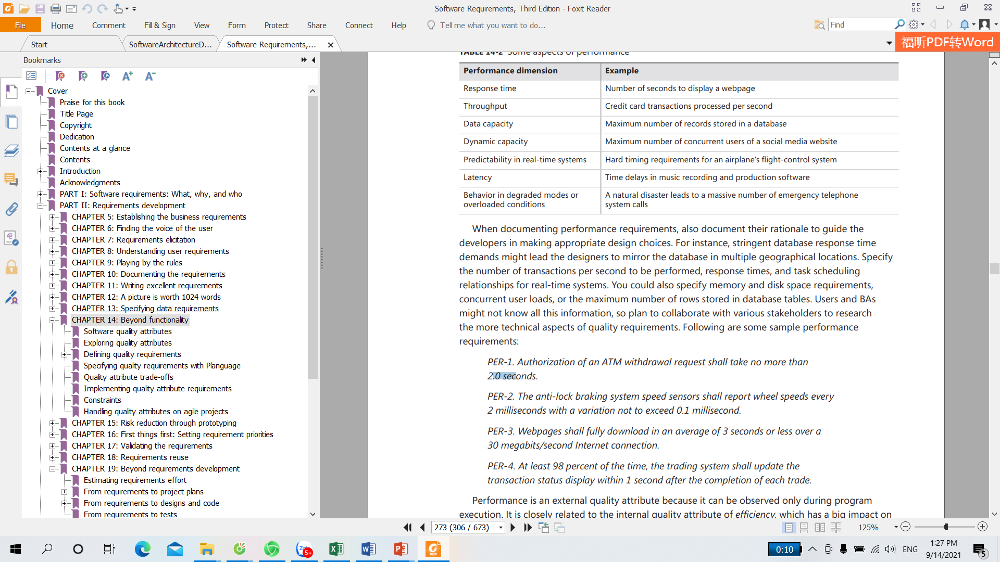 Software Requirements, Third Edition - Foxit Reader
File Home Comment Fill & Sign View Form Protect Share Connect Help Tell me what you want to do... Find
Start SoftwareArchitectureD... Software Requirements,... 福昕PDF转Word
Bookmarks
Cover
Praise for this book
Title Page
Copyright
Dedication
Contents at a glance
Contents
Introduction
Acknowledgments
PART I: Software requirements: What, why, and who
PART II: Requirements development
CHAPTER 5: Establishing the business requirements
CHAPTER 6: Finding the voice of the user
CHAPTER 7: Requirements elicitation
CHAPTER 8: Understanding user requirements
CHAPTER 9: Playing by the rules
CHAPTER 10: Documenting the requirements
CHAPTER 11: Writing excellent requirements
CHAPTER 12: A picture is worth 1024 words
CHAPTER 13: Specifying data requirements
CHAPTER 14: Beyond functionality
Software quality attributes
Exploring quality attributes
Defining quality requirements
Specifying quality requirements with Planguage
Quality attribute trade-offs
Implementing quality attribute requirements
Constraints
Handling quality attributes on agile projects
CHAPTER 15: Risk reduction through prototyping
CHAPTER 16: First things first: Setting requirement priorities
CHAPTER 17: Validating the requirements
CHAPTER 18: Requirements reuse
CHAPTER 19: Beyond requirements development
Estimating requirements effort
From requirements to project plans
From requirements to designs and code
From requirements to tests
TABLE 14-2 Some aspects of performance
Performance dimension Example
Response time Number of seconds to display a webpage
Throughput Credit card transactions processed per second
Data capacity Maximum number of records stored in a database
Dynamic capacity Maximum number of concurrent users of a social media website
Predictability in real-time systems Hard timing requirements for an airplane's flight-control system
Latency Time delays in music recording and production software
Behavior in degraded modes or A natural disaster leads to a massive number of emergency telephone
overloaded conditions system calls
When documenting performance requirements, also document their rationale to guide the
developers in making appropriate design choices. For instance, stringent database response time
demands might lead the designers to mirror the database in multiple geographical locations. Specify
the number of transactions per second to be performed, response times, and task scheduling
relationships for real-time systems. You could also specify memory and disk space requirements,
concurrent user loads, or the maximum number of rows stored in database tables. Users and BAs
might not know all this information, so plan to collaborate with various stakeholders to research
the more technical aspects of quality requirements. Following are some sample performance
requirements:
PER-1. Authorization of an ATM withdrawal request shall take no more than
2.0 seconds.
PER-2. The anti-lock braking system speed sensors shall report wheel speeds every
2 milliseconds with a variation not to exceed 0.1 millisecond.
PER-3. Webpages shall fully download in an average of 3 seconds or less over a
30 megabits/second Internet connection.
PER-4. At least 98 percent of the time, the trading system shall update the
transaction status display within 1 second after the completion of each trade.
Performance is an external quality attribute because it can be observed only during program
execution. It is closely related to the internal quality attribute of efficiency, which has a big impact on
273 (306 / 673) 125%
5+ 0:10 ENG 1:27 PM
9/14/2021 5